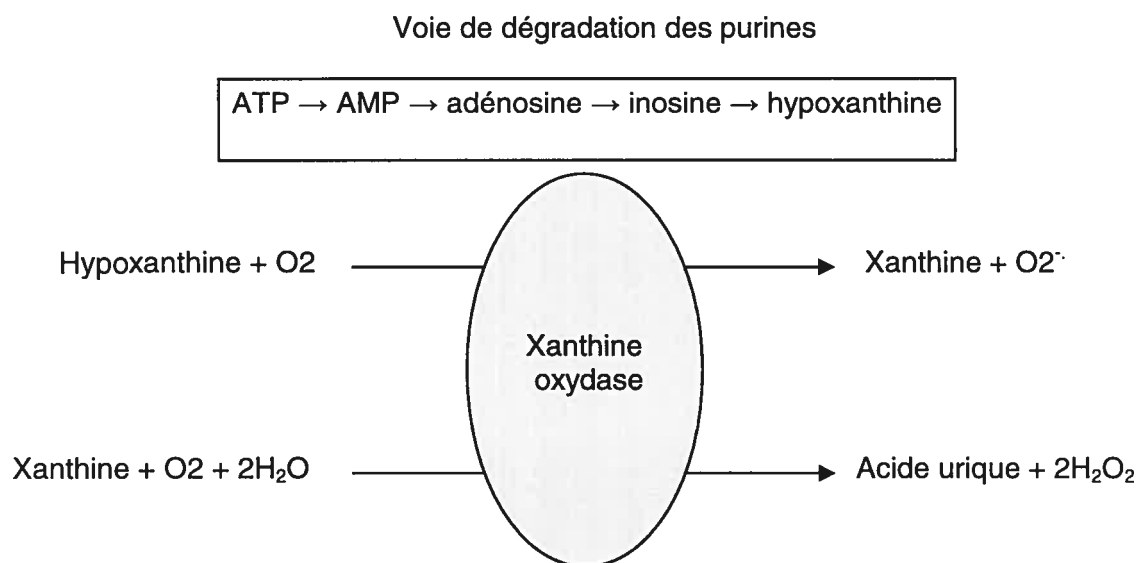 Voie de dégradation des purines
ATP → AMP → adénosine → inosine → hypoxanthine
Hypoxanthine + O2
Xanthine + O2⁻·
Xanthine
oxydase
Xanthine + O2 + 2H₂O
Acide urique + 2H₂O₂